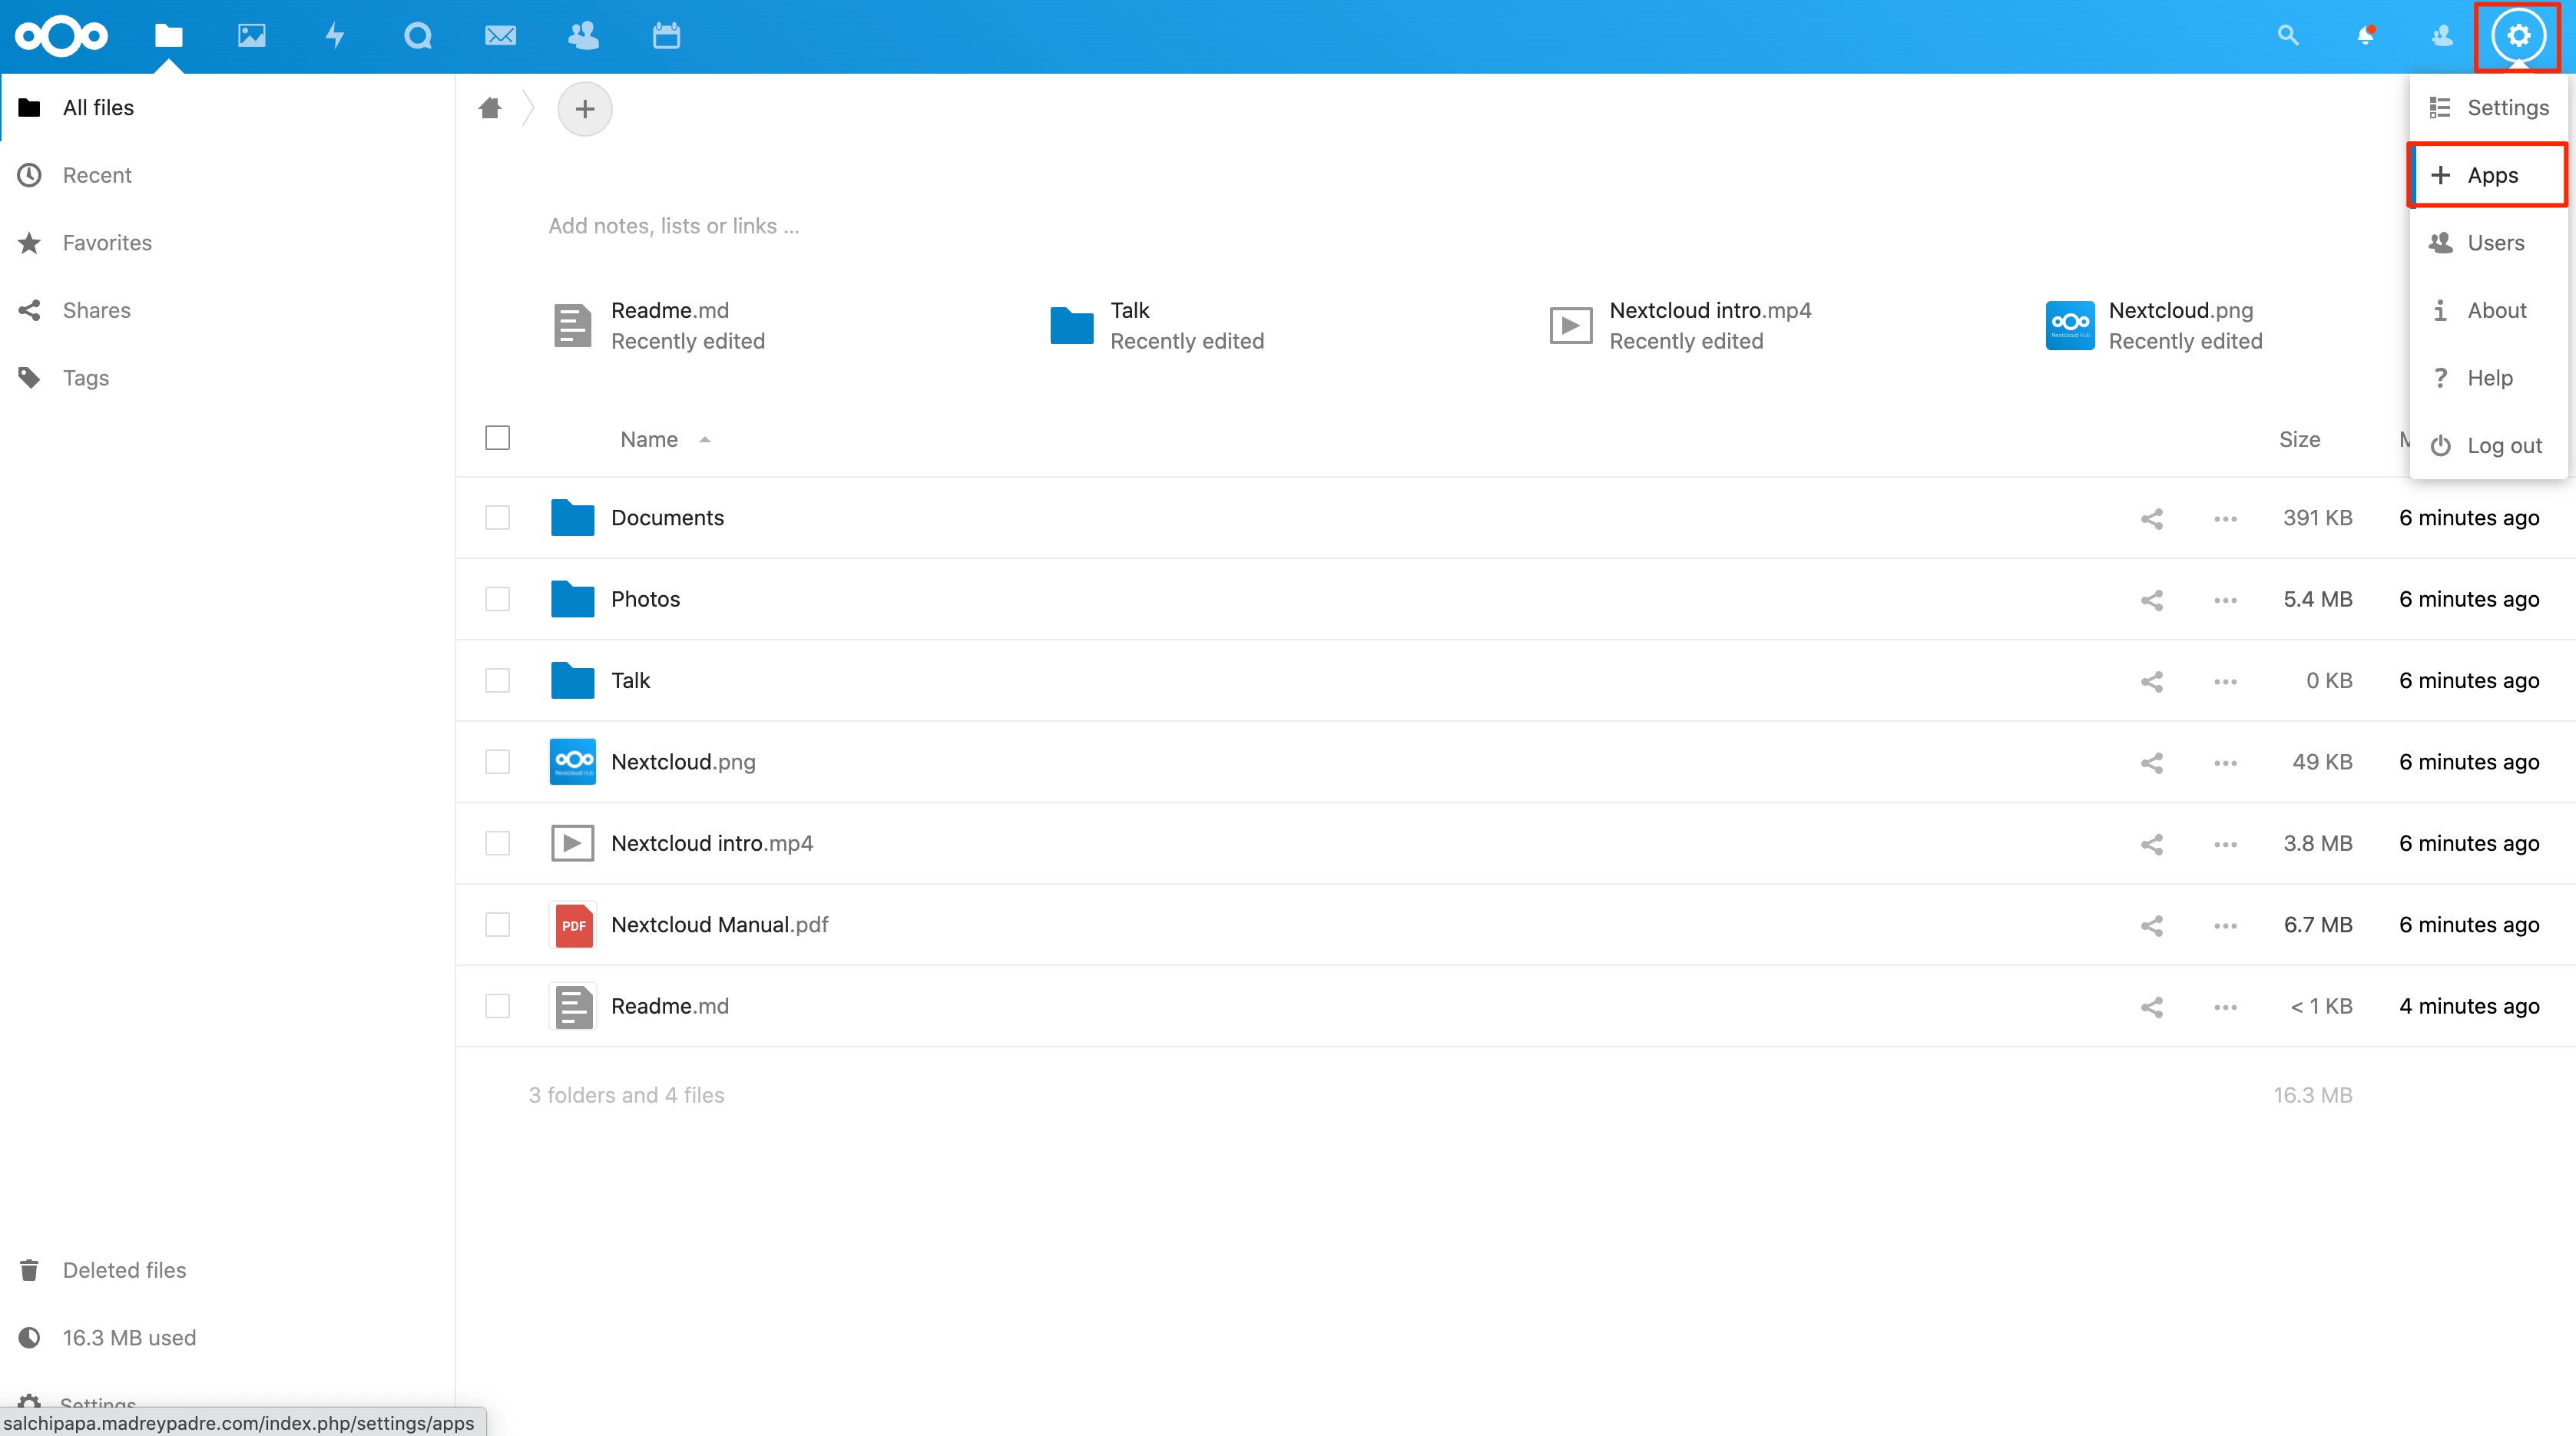 All files
Recent
Favorites
Shares
Tags
Deleted files
16.3 MB used
Settings
salchipapa.madreypadre.com/index.php/settings/apps
Add notes, lists or links ...
Readme.md
Recently edited
Talk
Recently edited
Nextcloud intro.mp4
Recently edited
Nextcloud.png
Recently edited
Name
Size
M
Documents 391 KB 6 minutes ago
Photos 5.4 MB 6 minutes ago
Talk 0 KB 6 minutes ago
Nextcloud.png 49 KB 6 minutes ago
Nextcloud intro.mp4 3.8 MB 6 minutes ago
PDF Nextcloud Manual.pdf 6.7 MB 6 minutes ago
Readme.md < 1 KB 4 minutes ago
3 folders and 4 files 16.3 MB
Settings
Apps
Users
About
Help
Log out